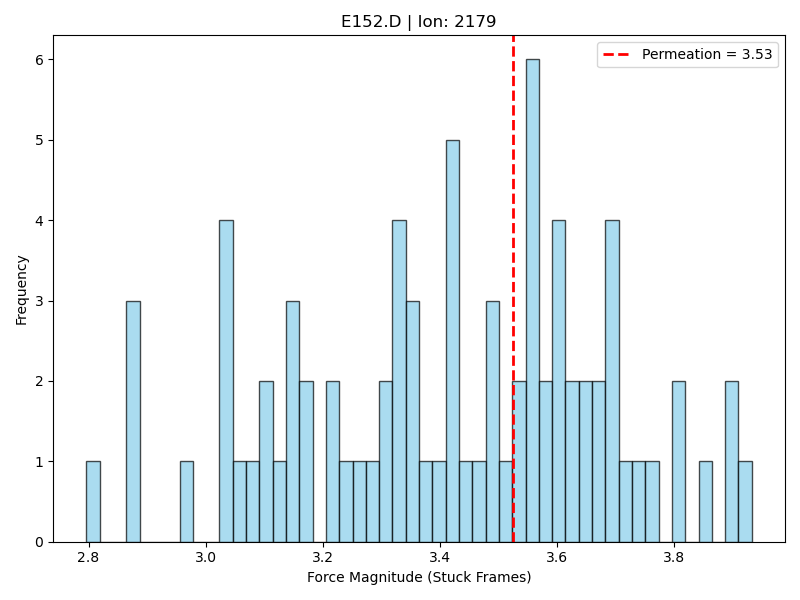 E152.D | Ion: 2179
Permeation = 3.53
Frequency
6
5
4
3
2
1
0
2.8 3.0 3.2 3.4 3.6 3.8
Force Magnitude (Stuck Frames)